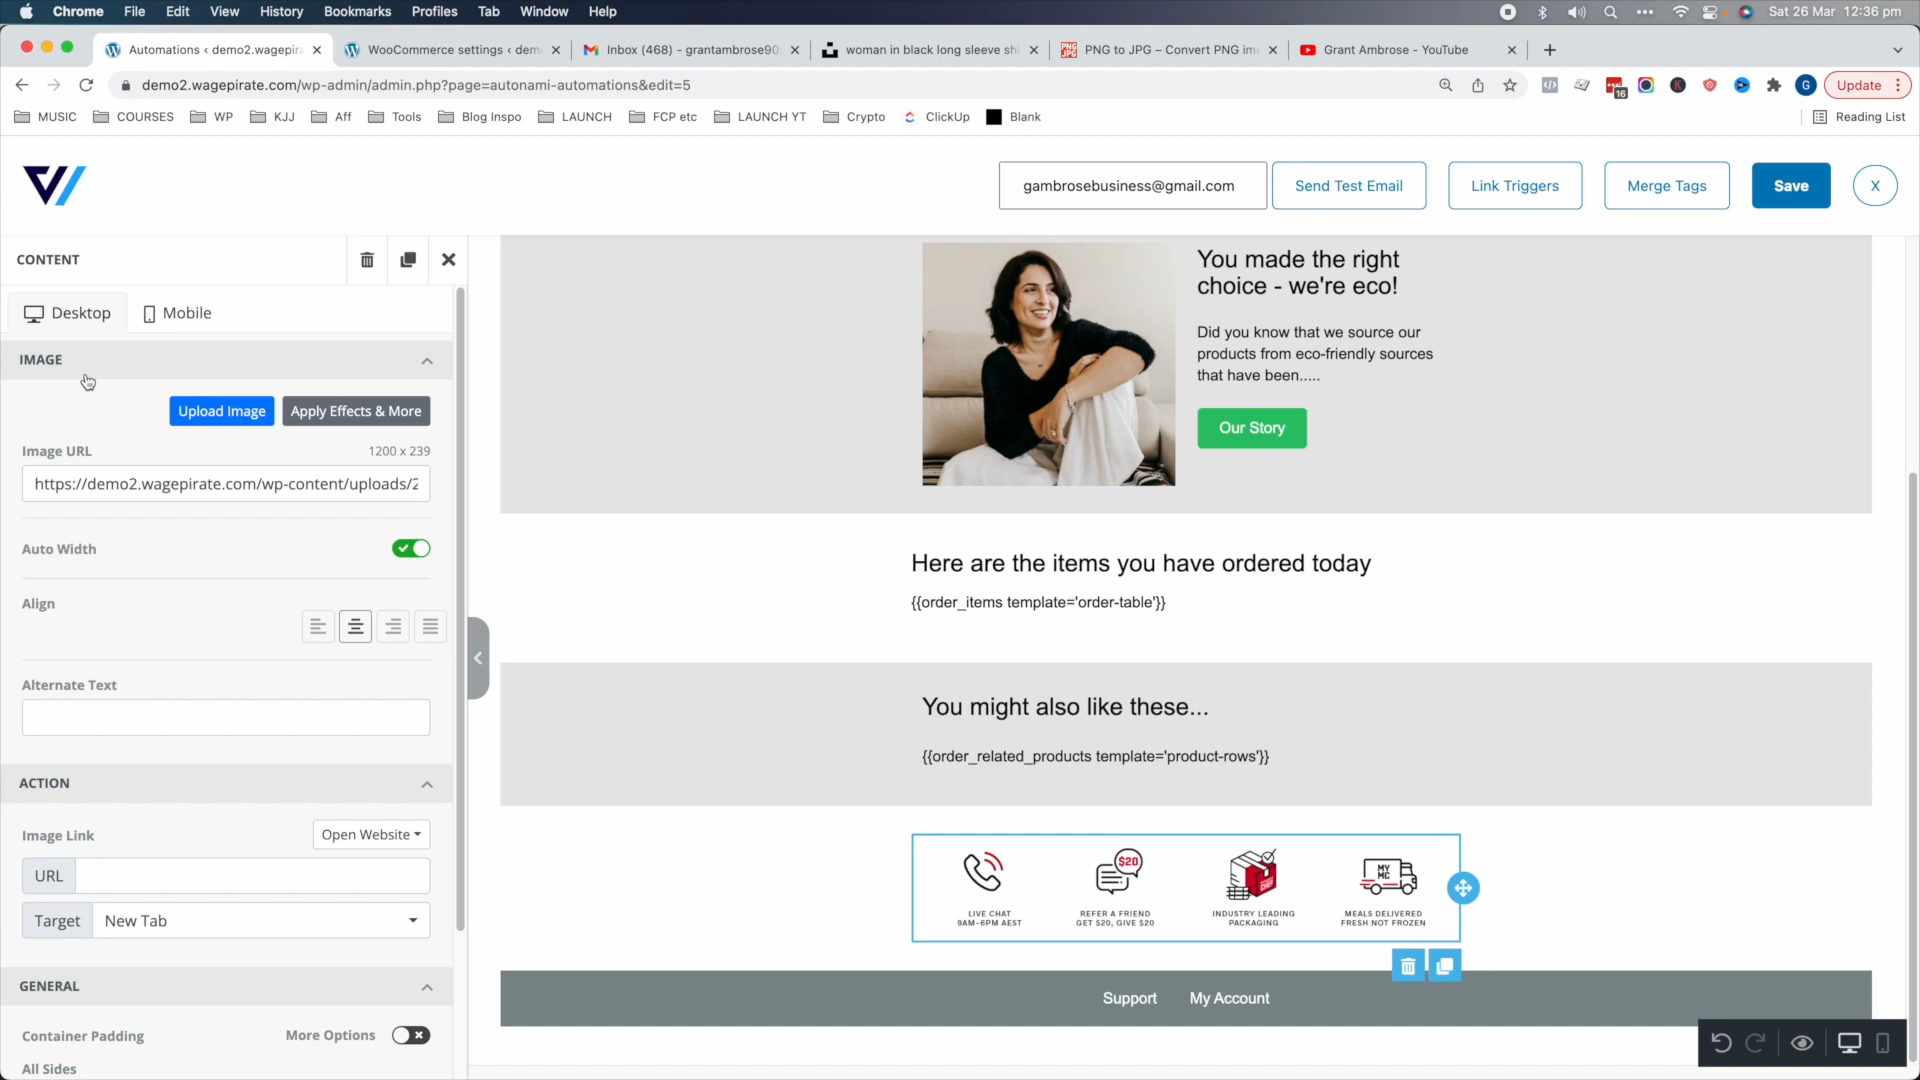 Chrome File Edit View History Bookmarks Profiles Tab Window Help
Sat 26 Mar 12:36 pm
Automations ‹ demo2.wagepira
WooCommerce settings ‹ dem
Inbox (468) - grantambrose90
woman in black long sleeve shi
PNG to JPG – Convert PNG im
Grant Ambrose - YouTube
demo2.wagepirate.com/wp-admin/admin.php?page=autonami-automations&edit=5
16
K
G
Update
MUSIC COURSES WP KJJ Aff Tools Blog Inspo LAUNCH FCP etc LAUNCH YT Crypto ClickUp Blank Reading List
gambrosebusiness@gmail.com Send Test Email Link Triggers Merge Tags Save X
CONTENT
Desktop Mobile
IMAGE
Upload Image Apply Effects & More
Image URL 1200 x 239
https://demo2.wagepirate.com/wp-content/uploads/2
Auto Width
Align
Alternate Text
ACTION
Image Link Open Website
URL
Target New Tab
GENERAL
Container Padding More Options
All Sides
You made the right
choice - we're eco!
Did you know that we source our
products from eco-friendly sources
that have been.....
Our Story
Here are the items you have ordered today
{{order_items template='order-table'}}
You might also like these...
{{order_related_products template='product-rows'}}
$20
CHEF
MY
MC
LIVE CHAT
9AM-6PM AEST
REFER A FRIEND
GET $20, GIVE $20
INDUSTRY LEADING
PACKAGING
MEALS DELIVERED
FRESH NOT FROZEN
Support My Account